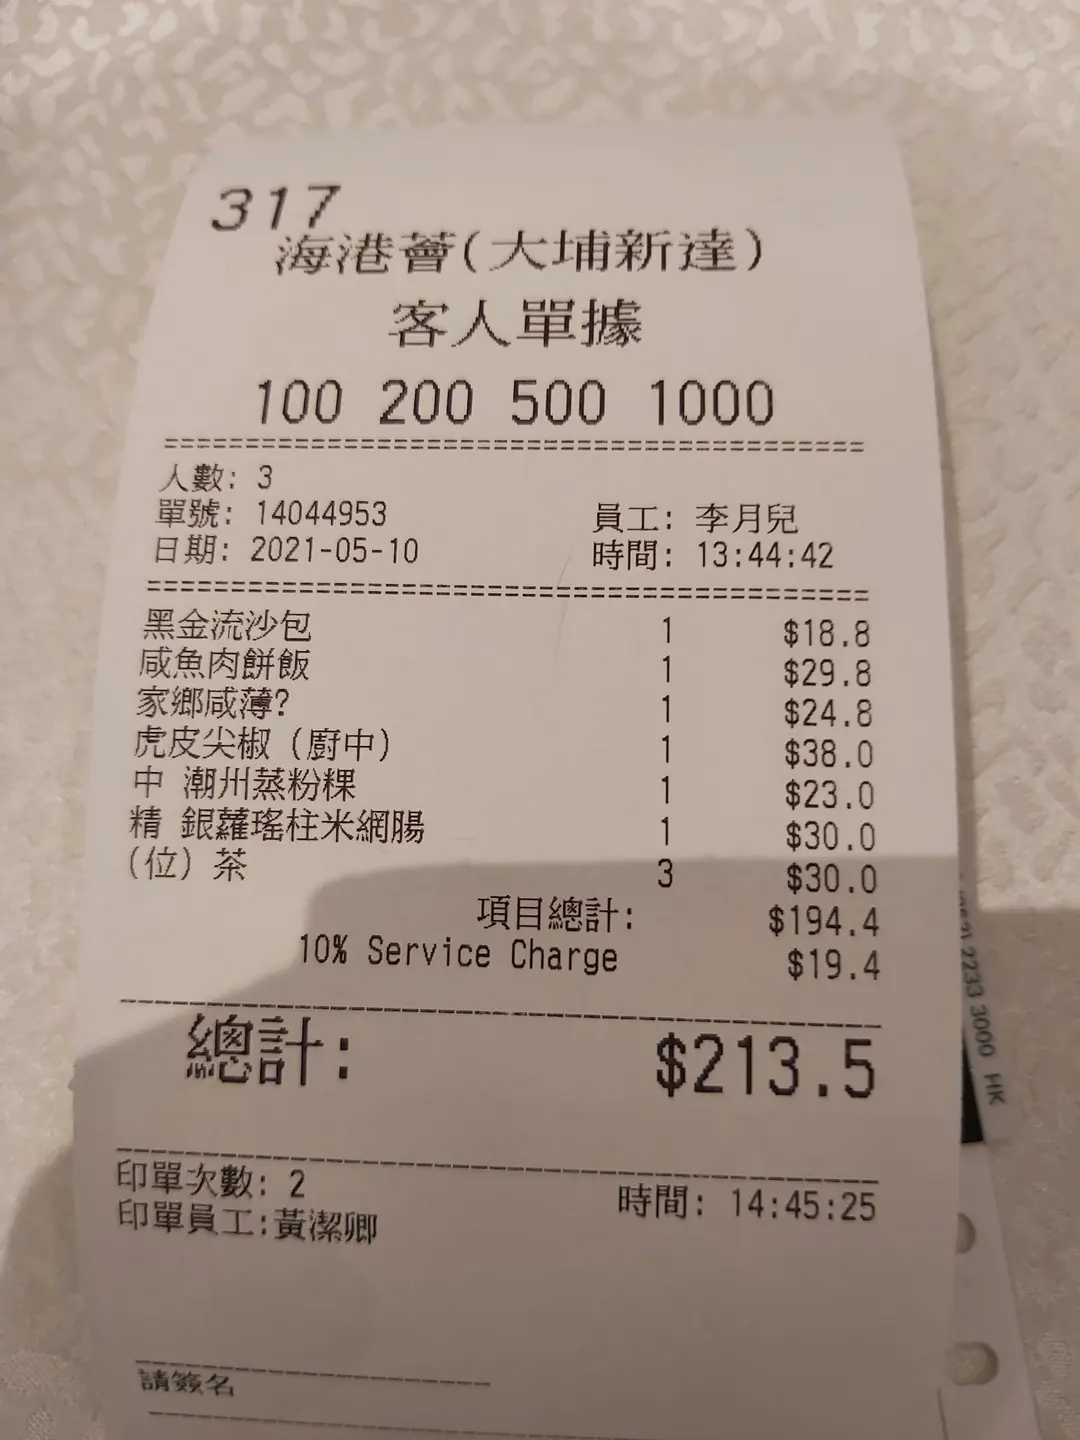 317
海港薈(大埔新達)
客人單據
100 200 500 1000
人數: 3
單號: 14044953 員工: 李月兒
日期: 2021-05-10 時間: 13:44:42
黑金流沙包 1 $18.8
咸魚肉餅飯 1 $29.8
家鄉咸薄? 1 $24.8
虎皮尖椒 (廚中) 1 $38.0
中 潮州蒸粉粿 1 $23.0
精 銀蘿瑤柱米網腸 1 $30.0
(位) 茶 3 $30.0
項目總計: $194.4
10% Service Charge $19.4
總計: $213.5
印單次數: 2 時間: 14:45:25
印單員工:黃潔卿
請簽名
2233 3000 HK